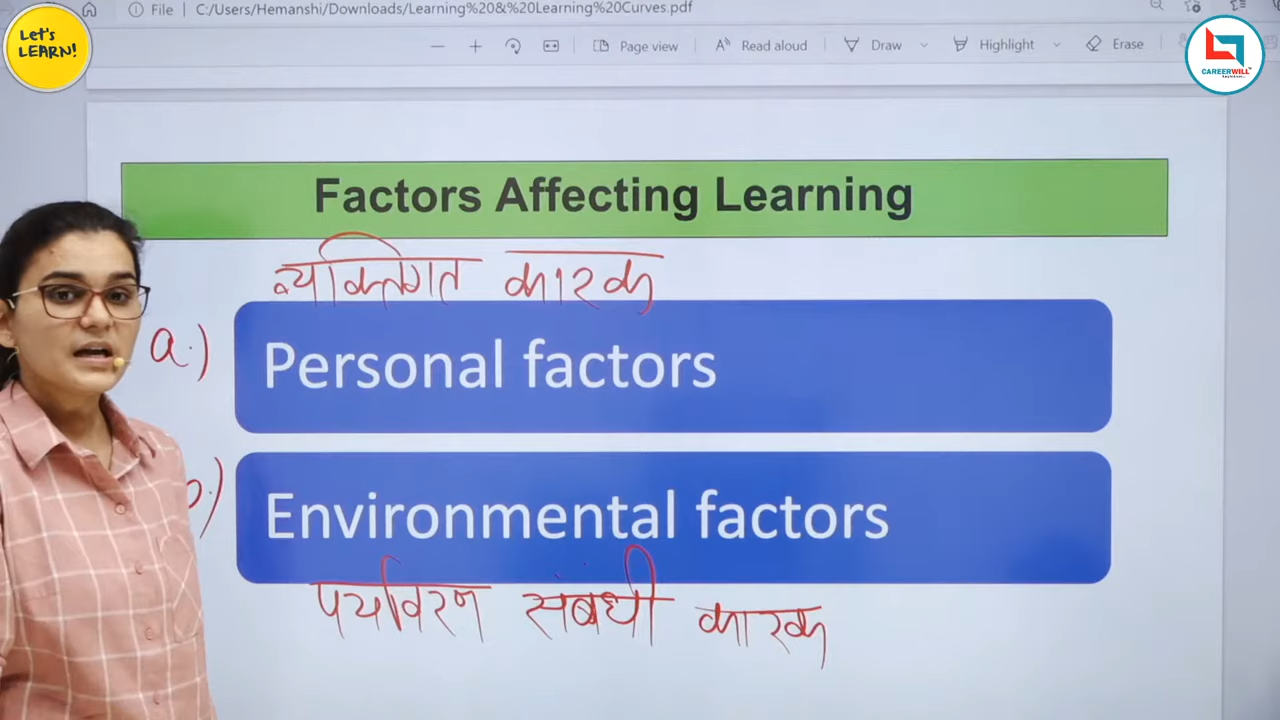 Let's
LEARN!
File | C:/Users/Hemanshi/Downloads/Learning%20&%20Learning%20Curves.pdf
Page view
Read aloud
Draw
Highlight
Erase
CAREERWILL
Factors Affecting Learning
व्यक्तिगत कारक
a.) Personal factors
b.) Environmental factors
पर्यावरण संबंधी कारक